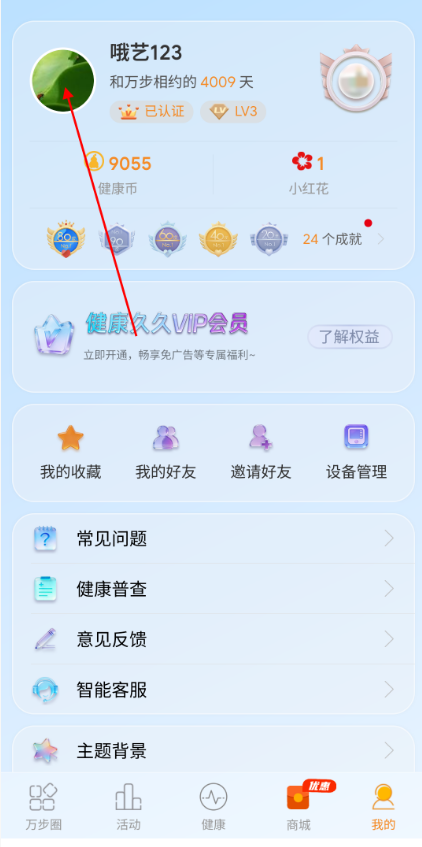 哦艺123
和万步相约的 4009 天
已认证 LV LV3
9055 1
健康币 小红花
24 个成就
健康久久VIP会员
了解权益
立即开通，畅享免广告等专属福利~
我的收藏 我的好友 邀请好友 设备管理
常见问题
健康普查
意见反馈
智能客服
主题背景
优惠
万步圈 活动 健康 商城 我的